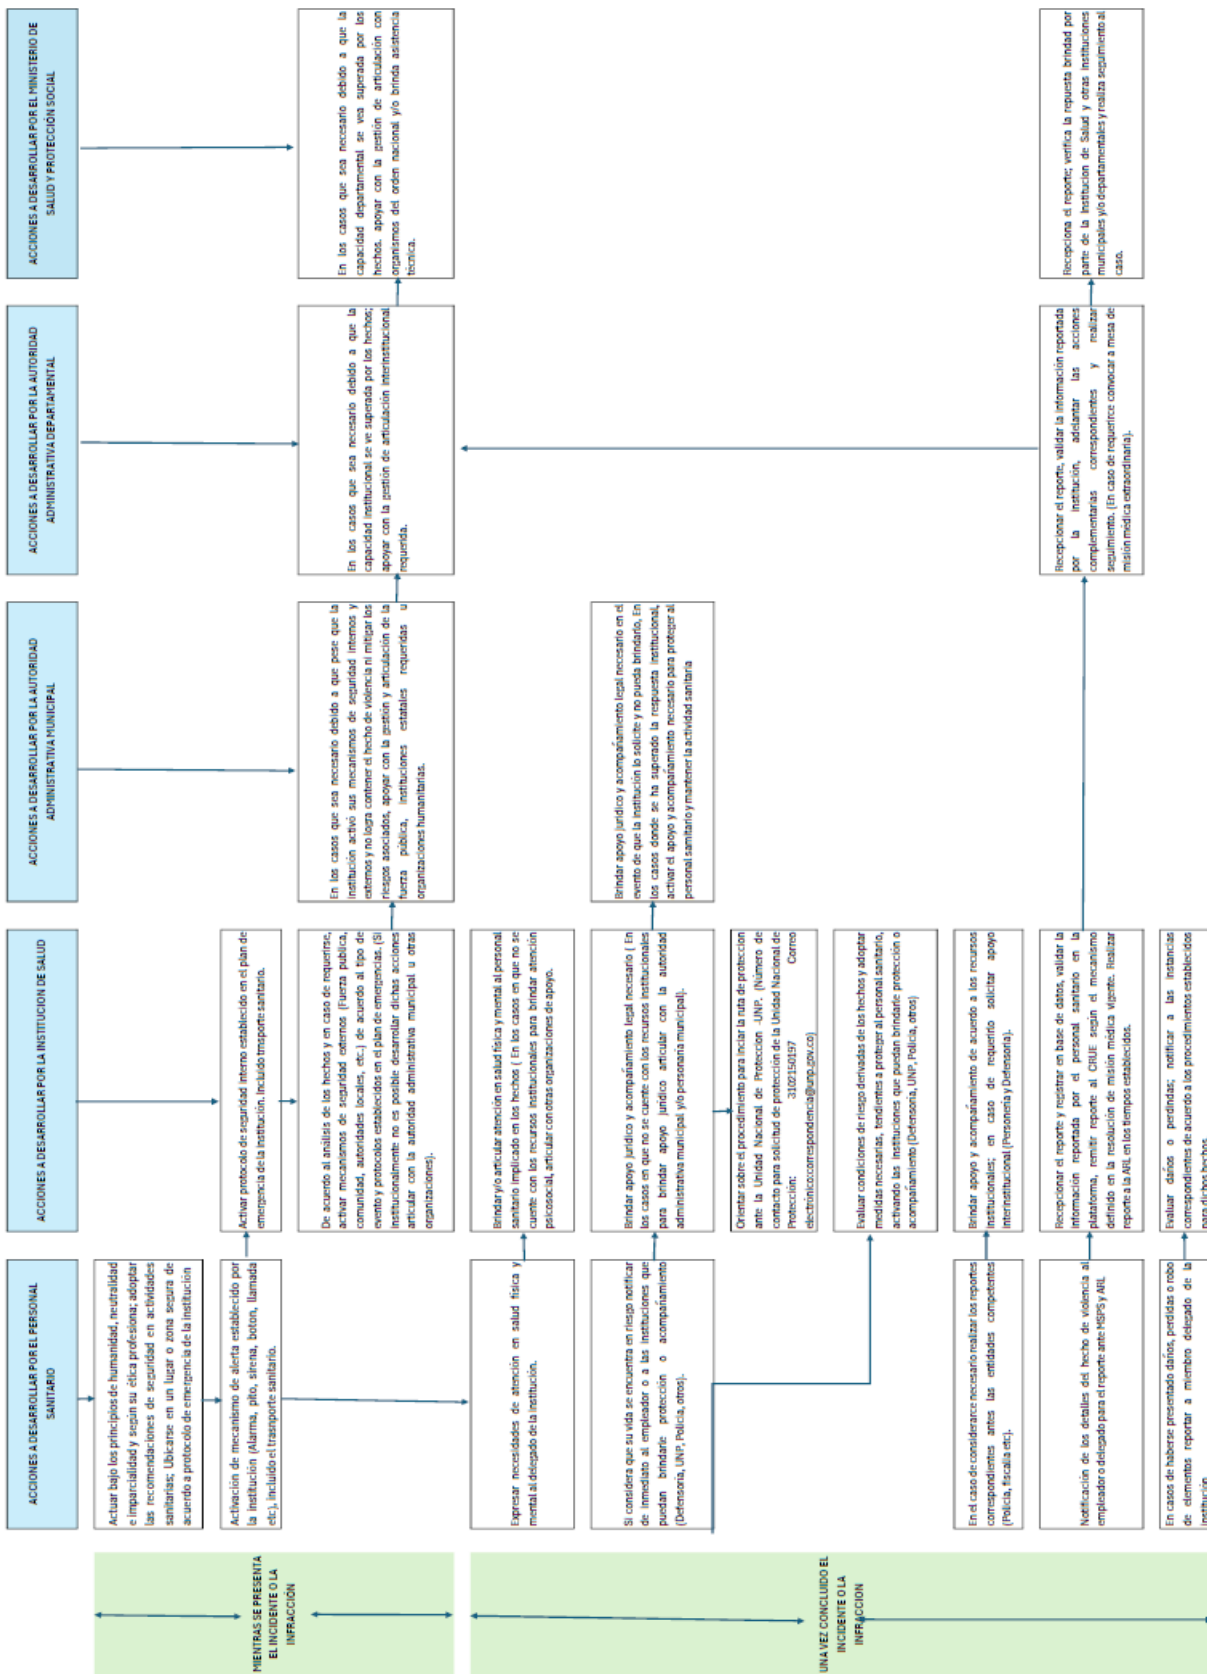 ACCIONES A DESARROLLAR POR EL PERSONAL
SANITARIO
ACCIONES A DESARROLLAR POR LA INSTITUCION DE SALUD
ACCIONES A DESARROLLAR POR LA AUTORIDAD
ADMINISTRATIVA MUNICIPAL
ACCIONES A DESARROLLAR POR LA AUTORIDAD
ADMINISTRATIVA DEPARTAMENTAL
ACCIONES A DESARROLLAR POR EL MINISTERIO DE
SALUD Y PROTECCIÓN SOCIAL
MIENTRAS SE PRESENTA
EL INCIDENTE O LA
INFRACCIÓN
Actuar bajo los principios de humanidad, neutralidad
e imparcialidad y según su ética profesiona; adoptar
las recomendaciones de seguridad en actividades
sanitarias; Ubicarse en un lugar o zona segura de
acuerdo a protocolo de emergencia de la institución
Activación de mecanismo de alerta establecido por
la institución (Alarma, pito, sirena, boton, llamada
etc), incluido el trasnporte sanitario.
Activar protocolo de seguridad interno establecido en el plan de
emergencia de la institución, incluido trnsporte sanitario.
De acuerdo al análisis de los hechos y en caso de requerirse,
activar mecanismos de seguridad externos (Fuerza publica,
comunidad, autoridades locales, etc.) de acuerdo al tipo de
evento y protocolos establecidos en el plan de emergencias. (Si
institucionalmente no es posible desarrollar dichas acciones
articular con la autoridad administrativa municipal u otras
organizaciones).
En los casos que sea necesario debido a que pese que la
institución activó sus mecanismos de seguridad internos y
externos y no logra contener el hecho de violencia ni mitigar los
riesgos asociados, apoyar con la gestión y articulación de la
fuerza pública, instituciones estatales requeridas u
organizaciones humanitarias.
En los casos que sea necesario debido a que la
capacidad institucional se ve superada por los hechos;
apoyar con la gestión de articulación interinstitucional
requerida.
En los casos que sea necesario debido a que la
capacidad departamental se vea superada por los
hechos. apoyar con la gestión de articulación con
organismos del orden nacional y/o brinda asistencia
técnica.
UNA VEZ CONCLUIDO EL
INCIDENTE O LA
INFRACCION
Expresar necesidades de atención en salud física y
mental al delegado de la institución.
Brindar y/o articular atención en salud física y mental al personal
sanitario implicado en los hechos ( En los casos en que no se
cuente con los recursos institucionales para brindar atención
psicosocial, articular con otras organizaciones de apoyo.
Si considera que su vida se encuentra en riesgo notificar
de inmediato al empleador o a las instituciones que
puedan brindarle protección o acompañamiento
(Defensoria, UNP, Policia, otros).
Brindar apoyo jurídico y acompañamiento legal necesario ( En
los casos en que no se cuente con los recursos institucionales
para brindar apoyo jurídico articular con la autoridad
administrativa municipal y/o personaria municipal).
Brindar apoyo jurídico y acompañamiento legal necesario en el
evento de que la institución lo solicite y no pueda brindarlo, En
los casos donde se ha superado la respuesta institucional,
activar el apoyo y acompañamiento necesario para proteger al
personal sanitario y mantener la actividad sanitaria
Orientar sobre el procedimiento para inciar la ruta de protección
ante la Unidad Nacional de Protección -UNP. (Número de
contacto para solicitud de protección de la Unidad Nacional de
Protección: 3102150197 Correo
electrónico:correspondencia@unp.gov.co)
Evaluar condiciones de riesgo derivadas de los hechos y adoptar
medidas necesarias, tendientes a proteger al personal sanitario,
activando las instituciones que puedan brindarle protección o
acompañamiento (Defensoria, UNP, Policia, otros)
En el caso de considerarce necesario realizar los reportes
correspondientes antes las entidades competentes
(Policia, fiscalia etc).
Brindar apoyo y acompañamiento de acuerdo a los recursos
institucionales; en caso de requerirlo solicitar apoyo
interinstitucional (Personeria y Defensoria).
Notificación de los detalles del hecho de violencia al
empleador o delegado para el reporte ante MSPS y ARL
Recepcionar el reporte y registrar en base de datos, validar la
información reportada por el personal sanitario en la
plataforma, remitir reporte al CRUE según el mecanismo
definido en la resolución de misión médica vigente. Realizar
reporte a la ARL en los tiempos establecidos.
Recepcionar el reporte, validar la información reportada
por la institución, adelantar las acciones
complementarias correspondientes y realizar
seguimiento. (En caso de requerirce convocar a mesa de
misión médica extraordinaria).
Recepciona el reporte; verifica la repuesta brindad por
parte de la Institucion de Salud y otras instituciones
municipales y/o departamentales y realiza seguimiento al
caso.
En casos de haberse presentado daños, perdidas o robo
de elementos reportar a miembro delegado de la
institución
Evaluar daños o perdindas; notificar a las instancias
correspondientes de acuerdo a los procedimientos establecidos
para dichos hechos